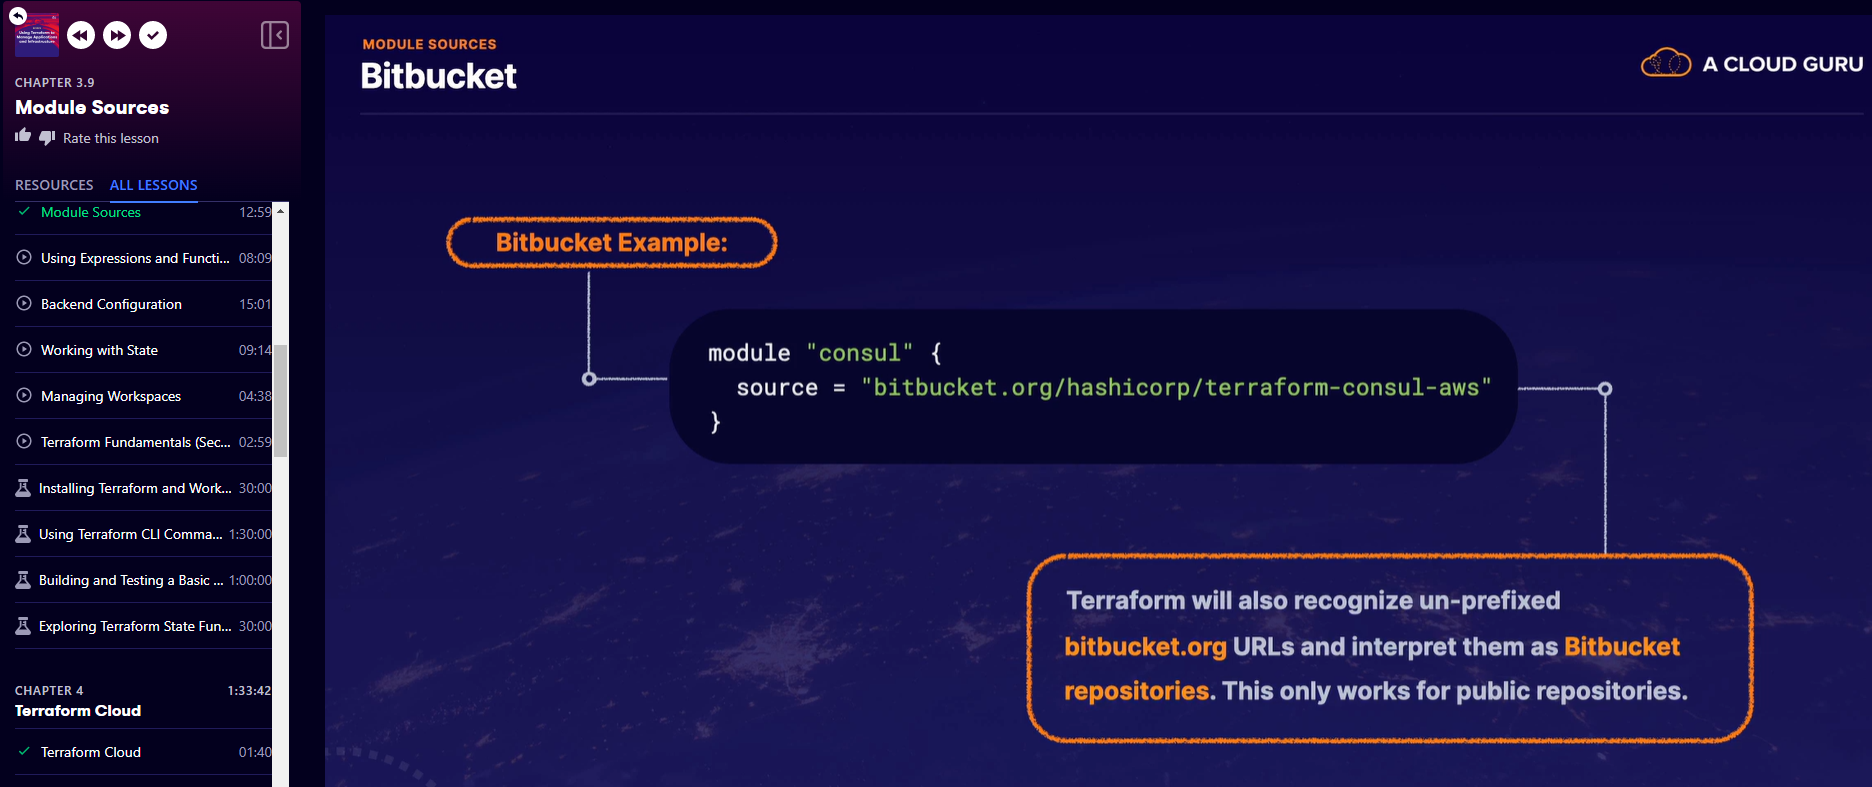 CHAPTER 3.9
Module Sources
Rate this lesson
RESOURCES ALL LESSONS
Module Sources 12:59
Using Expressions and Functi... 08:09
Backend Configuration 15:01
Working with State 09:14
Managing Workspaces 04:38
Terraform Fundamentals (Sec... 02:59
Installing Terraform and Work... 30:00
Using Terraform CLI Comma... 1:30:00
Building and Testing a Basic ... 1:00:00
Exploring Terraform State Fun... 30:00
CHAPTER 4 1:33:42
Terraform Cloud
Terraform Cloud 01:40
MODULE SOURCES
Bitbucket
A CLOUD GURU
Bitbucket Example:
module "consul" {
source = "bitbucket.org/hashicorp/terraform-consul-aws"
}
Terraform will also recognize un-prefixed
bitbucket.org URLs and interpret them as Bitbucket
repositories. This only works for public repositories.